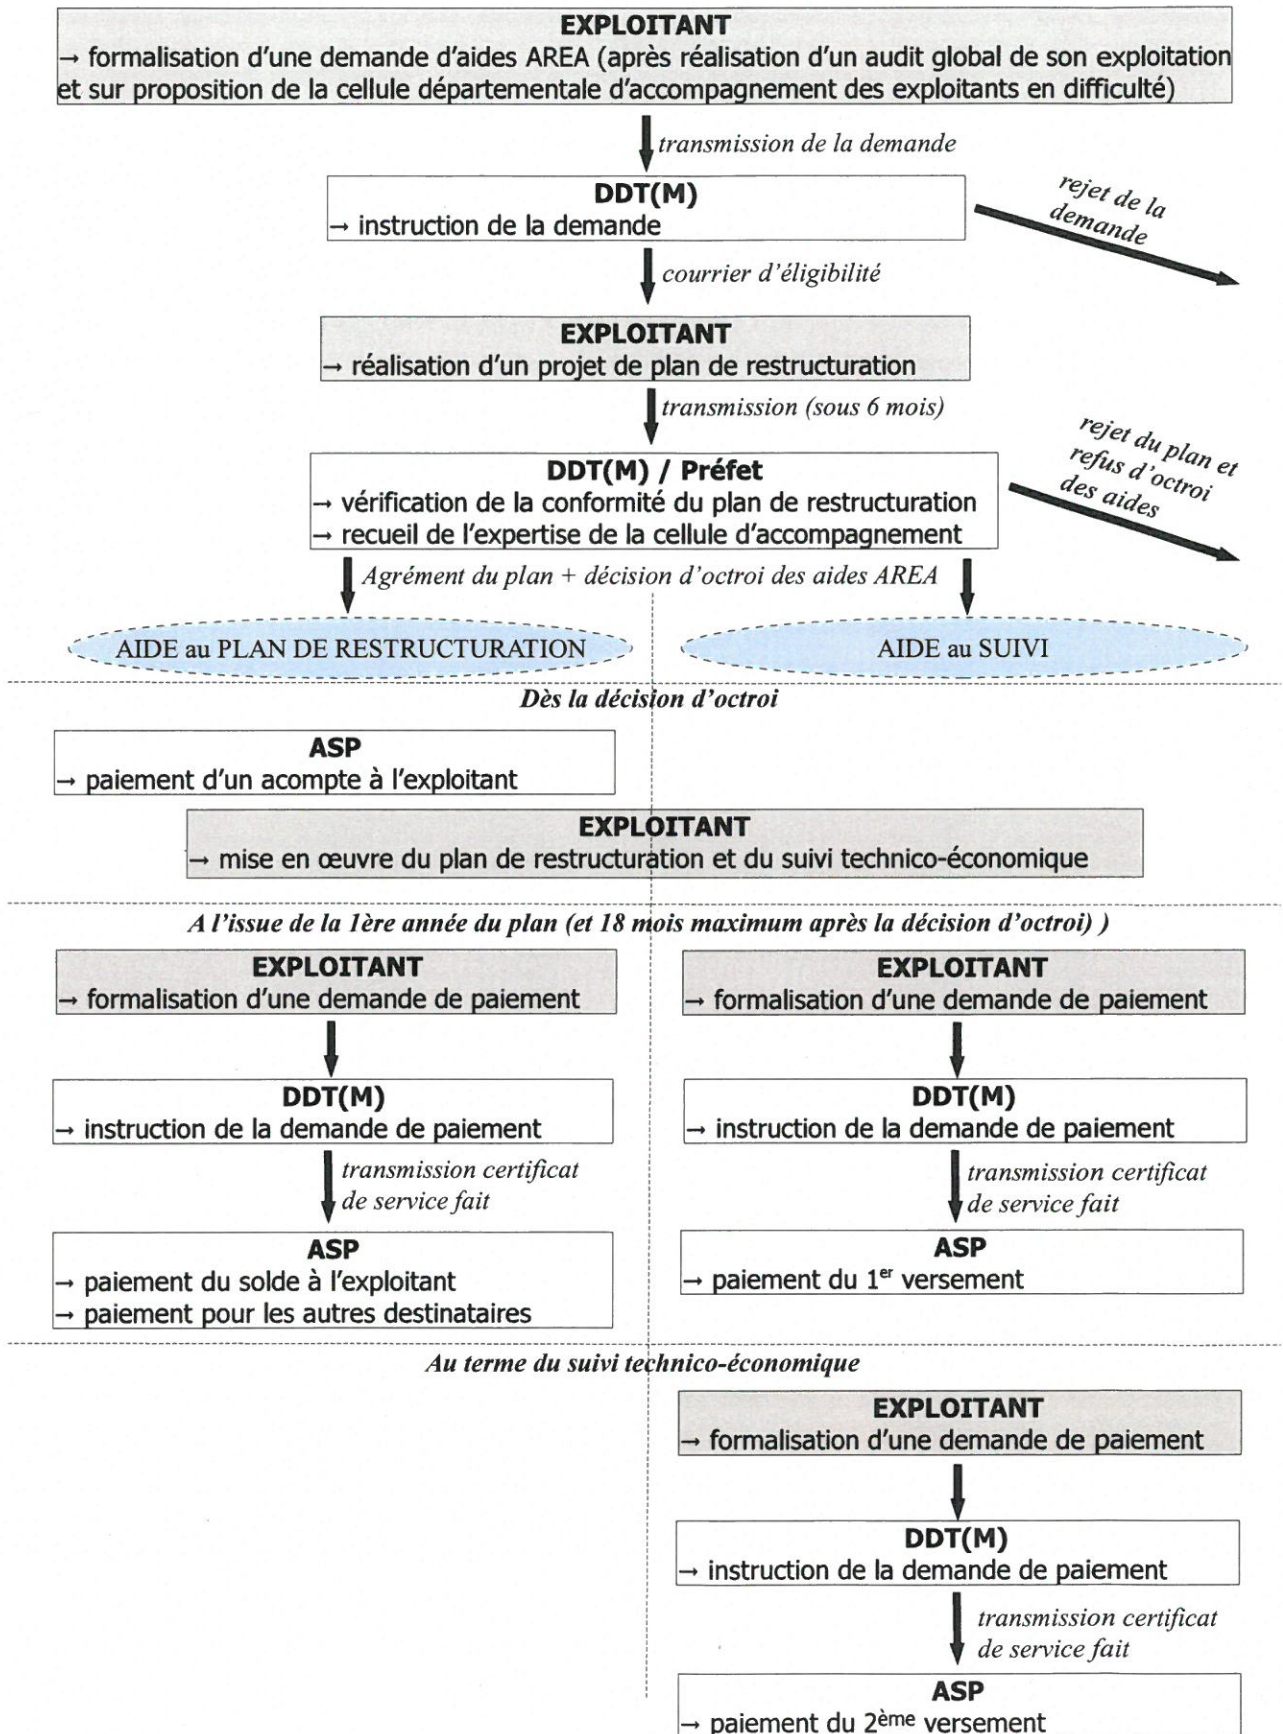 EXPLOITANT
→ formalisation d'une demande d'aides AREA (après réalisation d'un audit global de son exploitation
et sur proposition de la cellule départementale d'accompagnement des exploitants en difficulté)
transmission de la demande
DDT(M)
→ instruction de la demande
rejet de la
demande
courrier d'éligibilité
EXPLOITANT
→ réalisation d'un projet de plan de restructuration
transmission (sous 6 mois)
DDT(M) / Préfet
→ vérification de la conformité du plan de restructuration
→ recueil de l'expertise de la cellule d'accompagnement
rejet du plan et
refus d'octroi
des aides
Agrément du plan + décision d'octroi des aides AREA
AIDE au PLAN DE RESTRUCTURATION
AIDE au SUIVI
Dès la décision d'octroi
ASP
→ paiement d'un acompte à l'exploitant
EXPLOITANT
→ mise en œuvre du plan de restructuration et du suivi technico-économique
A l'issue de la 1ère année du plan (et 18 mois maximum après la décision d'octroi) )
EXPLOITANT
→ formalisation d'une demande de paiement
DDT(M)
→ instruction de la demande de paiement
transmission certificat
de service fait
ASP
→ paiement du solde à l'exploitant
→ paiement pour les autres destinataires
EXPLOITANT
→ formalisation d'une demande de paiement
DDT(M)
→ instruction de la demande de paiement
transmission certificat
de service fait
ASP
→ paiement du 1er versement
Au terme du suivi technico-économique
EXPLOITANT
→ formalisation d'une demande de paiement
DDT(M)
→ instruction de la demande de paiement
transmission certificat
de service fait
ASP
→ paiement du 2ème versement